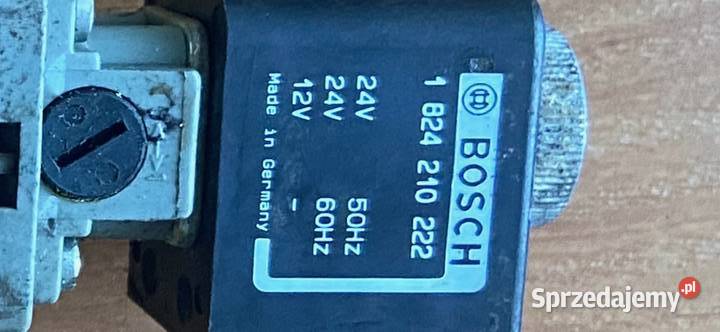 BOSCH
1 824 210 222
24V 50Hz
24V 60Hz
12V –
Made in Germany
Sprzedajemy.pl